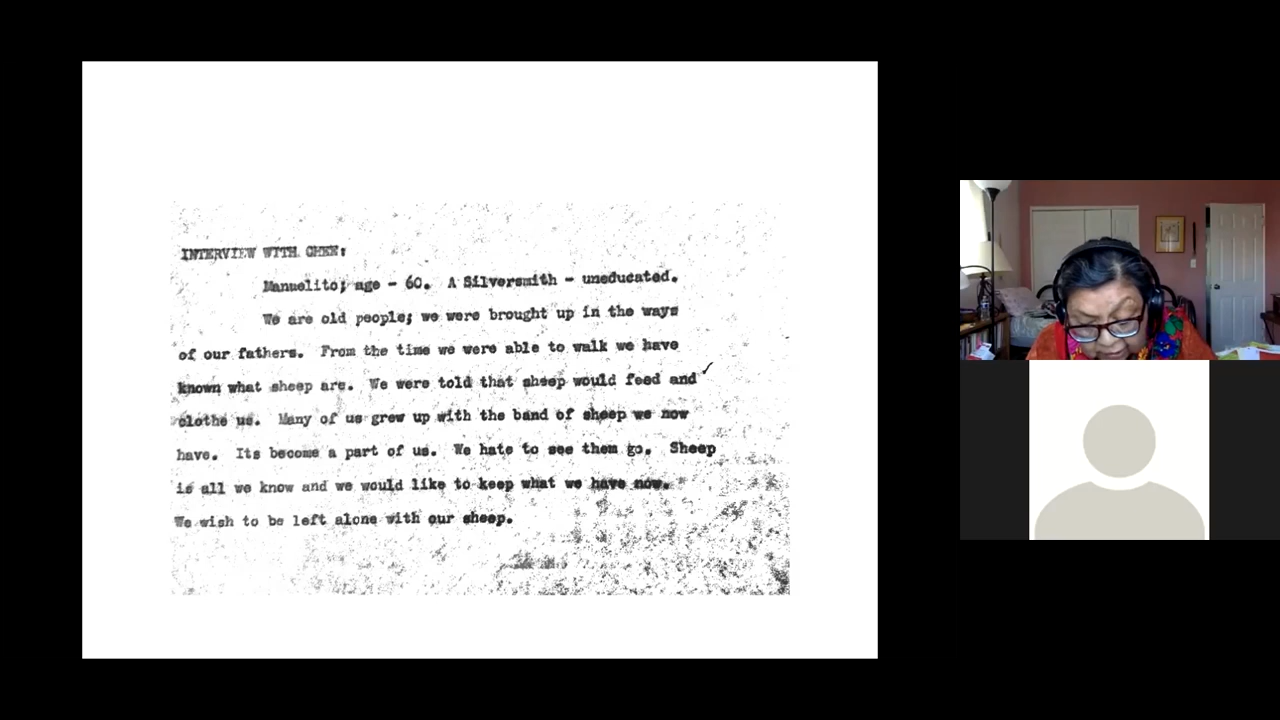 INTERVIEW WITH CHEE:
Manuelito; age - 60. A Silversmith - uneducated.
We are old people; we were brought up in the ways
of our fathers. From the time we were able to walk we have
known what sheep are. We were told that sheep would feed and
clothe us. Many of us grew up with the band of sheep we now
have. Its become a part of us. We hate to see them go. Sheep
is all we know and we would like to keep what we have now.
We wish to be left alone with our sheep.